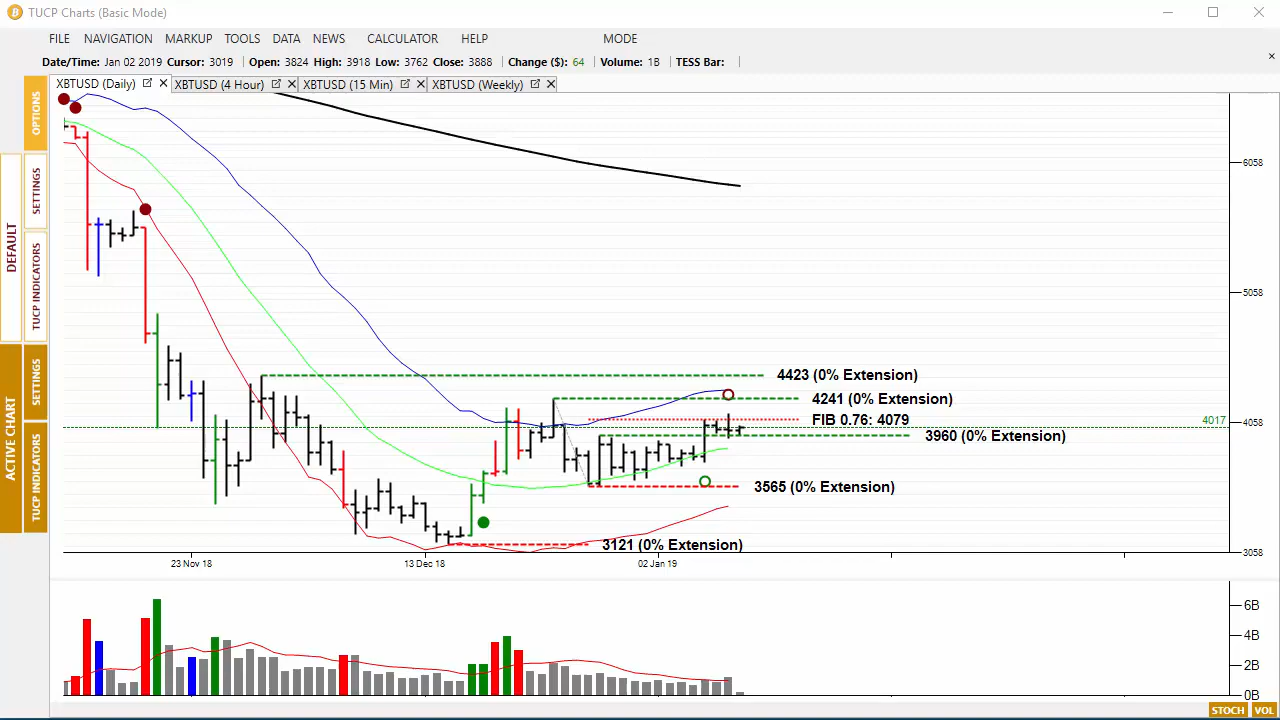 TUCP Charts (Basic Mode)
FILE NAVIGATION MARKUP TOOLS DATA NEWS CALCULATOR HELP MODE
Date/Time: Jan 02 2019 Cursor: 3019 Open: 3824 High: 3918 Low: 3762 Close: 3888 Change ($): 64 Volume: 1B TESS Bar:
XBTUSD (Daily) XBTUSD (4 Hour) XBTUSD (15 Min) XBTUSD (Weekly)
OPTIONS
DEFAULT
SETTINGS
TUCP INDICATORS
ACTIVE CHART
SETTINGS
TUCP INDICATORS
6058
5058
4423 (0% Extension)
4241 (0% Extension)
FIB 0.76: 4079
4017
4058
3960 (0% Extension)
3565 (0% Extension)
3121 (0% Extension)
3058
23 Nov 18 13 Dec 18 02 Jan 19
6B
4B
2B
0B
STOCH VOL